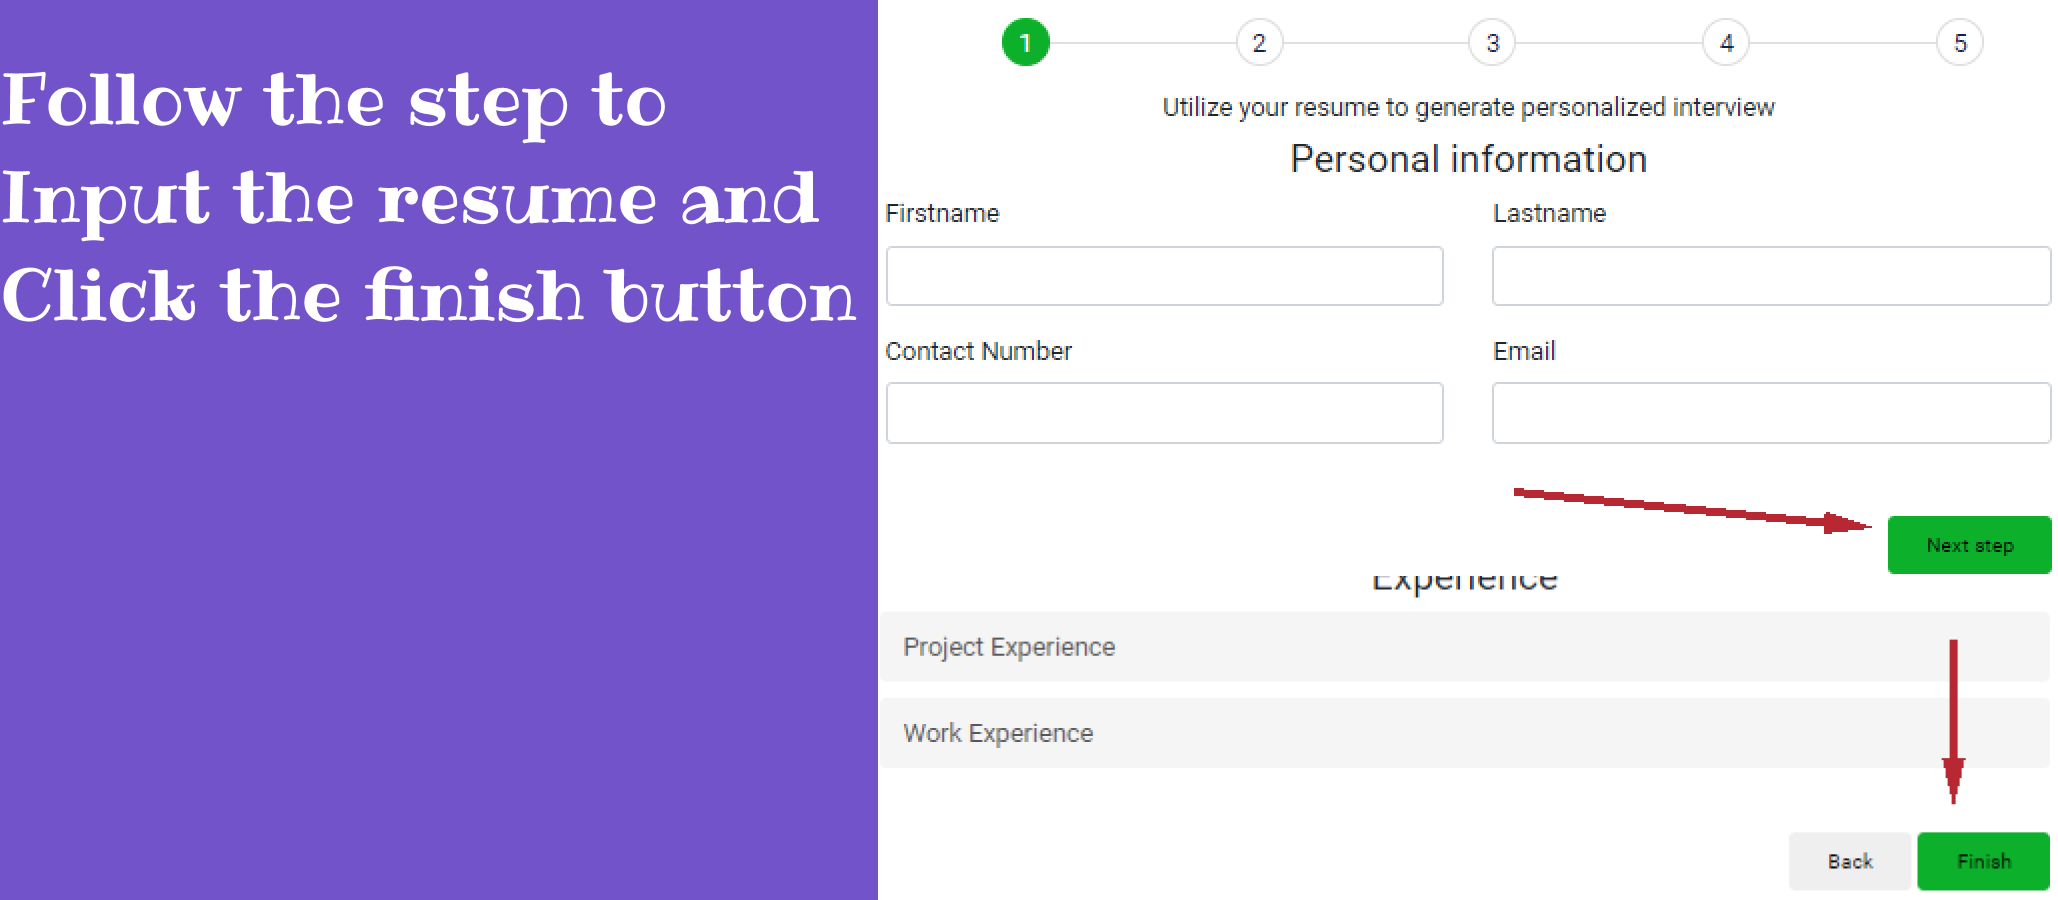 Follow the step to
Input the resume and
Click the finish button
1 2 3 4 5
Utilize your resume to generate personalized interview
Personal information
Firstname Lastname
Contact Number Email
Next step
Experience
Project Experience
Work Experience
Back Finish